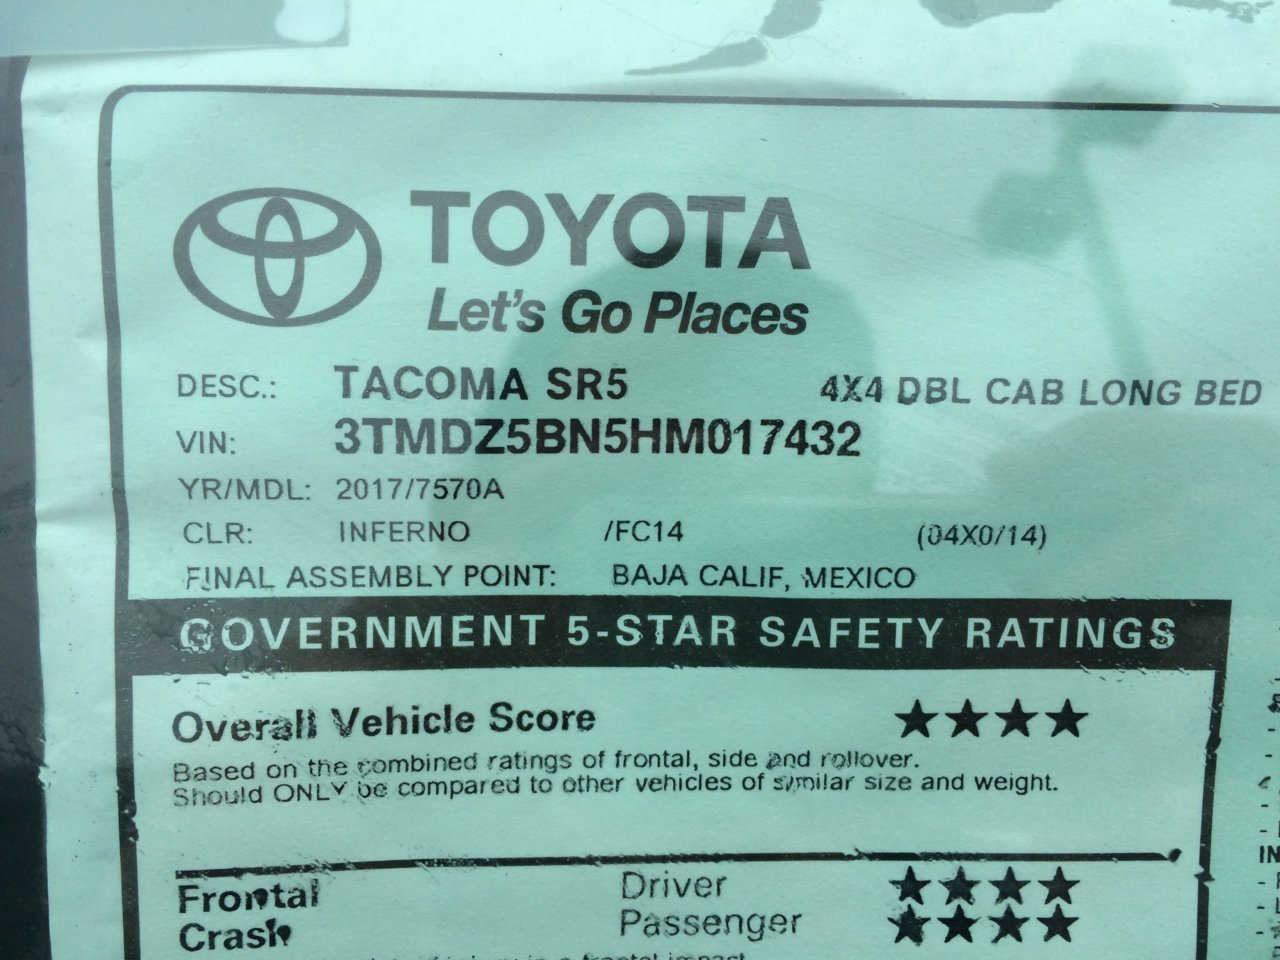 TOYOTA
Let's Go Places
DESC.: TACOMA SR5 4X4 DBL CAB LONG BED
VIN: 3TMDZ5BN5HM017432
YR/MDL: 2017/7570A
CLR: INFERNO /FC14 (04X0/14)
FINAL ASSEMBLY POINT: BAJA CALIF, MEXICO
GOVERNMENT 5-STAR SAFETY RATINGS
Overall Vehicle Score ★★★★
Based on the combined ratings of frontal, side and rollover.
Should ONLY be compared to other vehicles of similar size and weight.
Frontal Driver ★★★★
Crash Passenger ★★★★